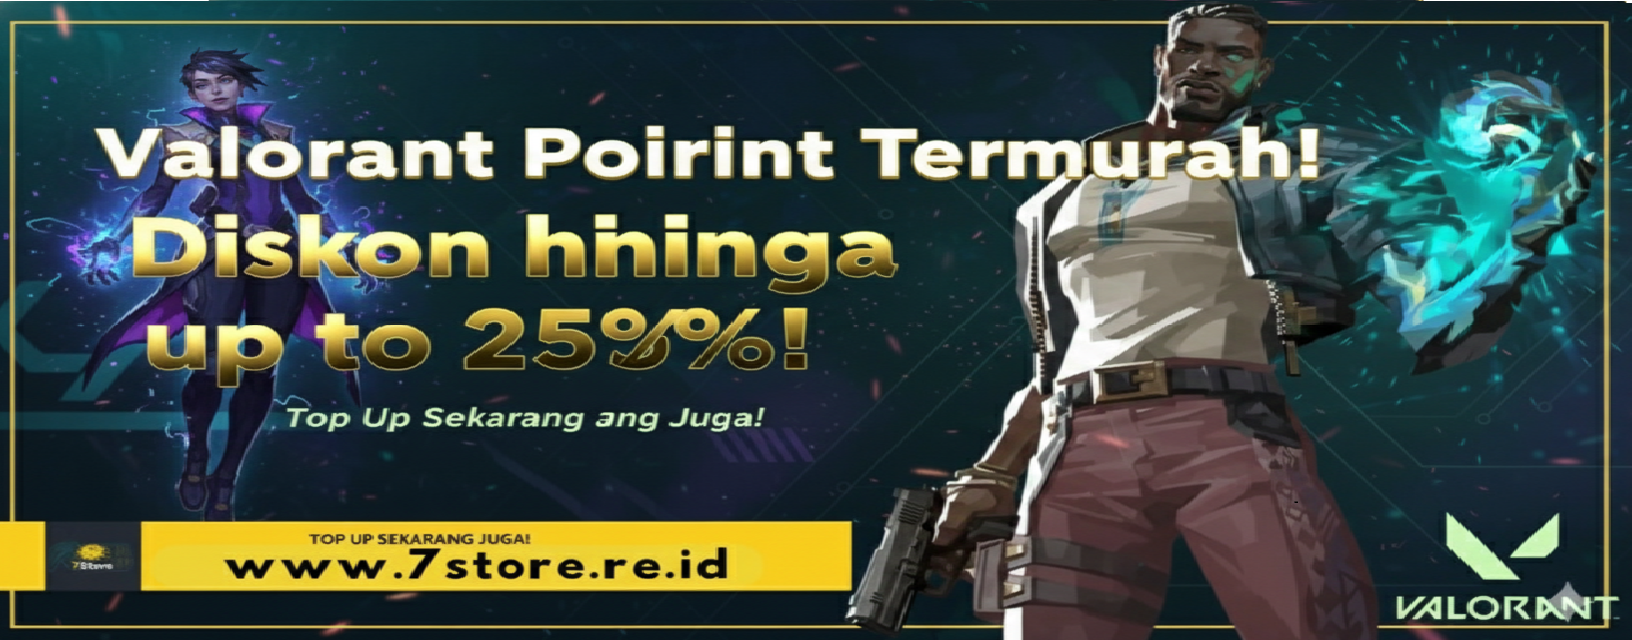 Valorant Poirint Termurah!
Diskon hhinga
up to 25%%!
Top Up Sekarang ang Juga!
TOP UP SEKARANG JUGA!
www.7store.re.id
VALORANT